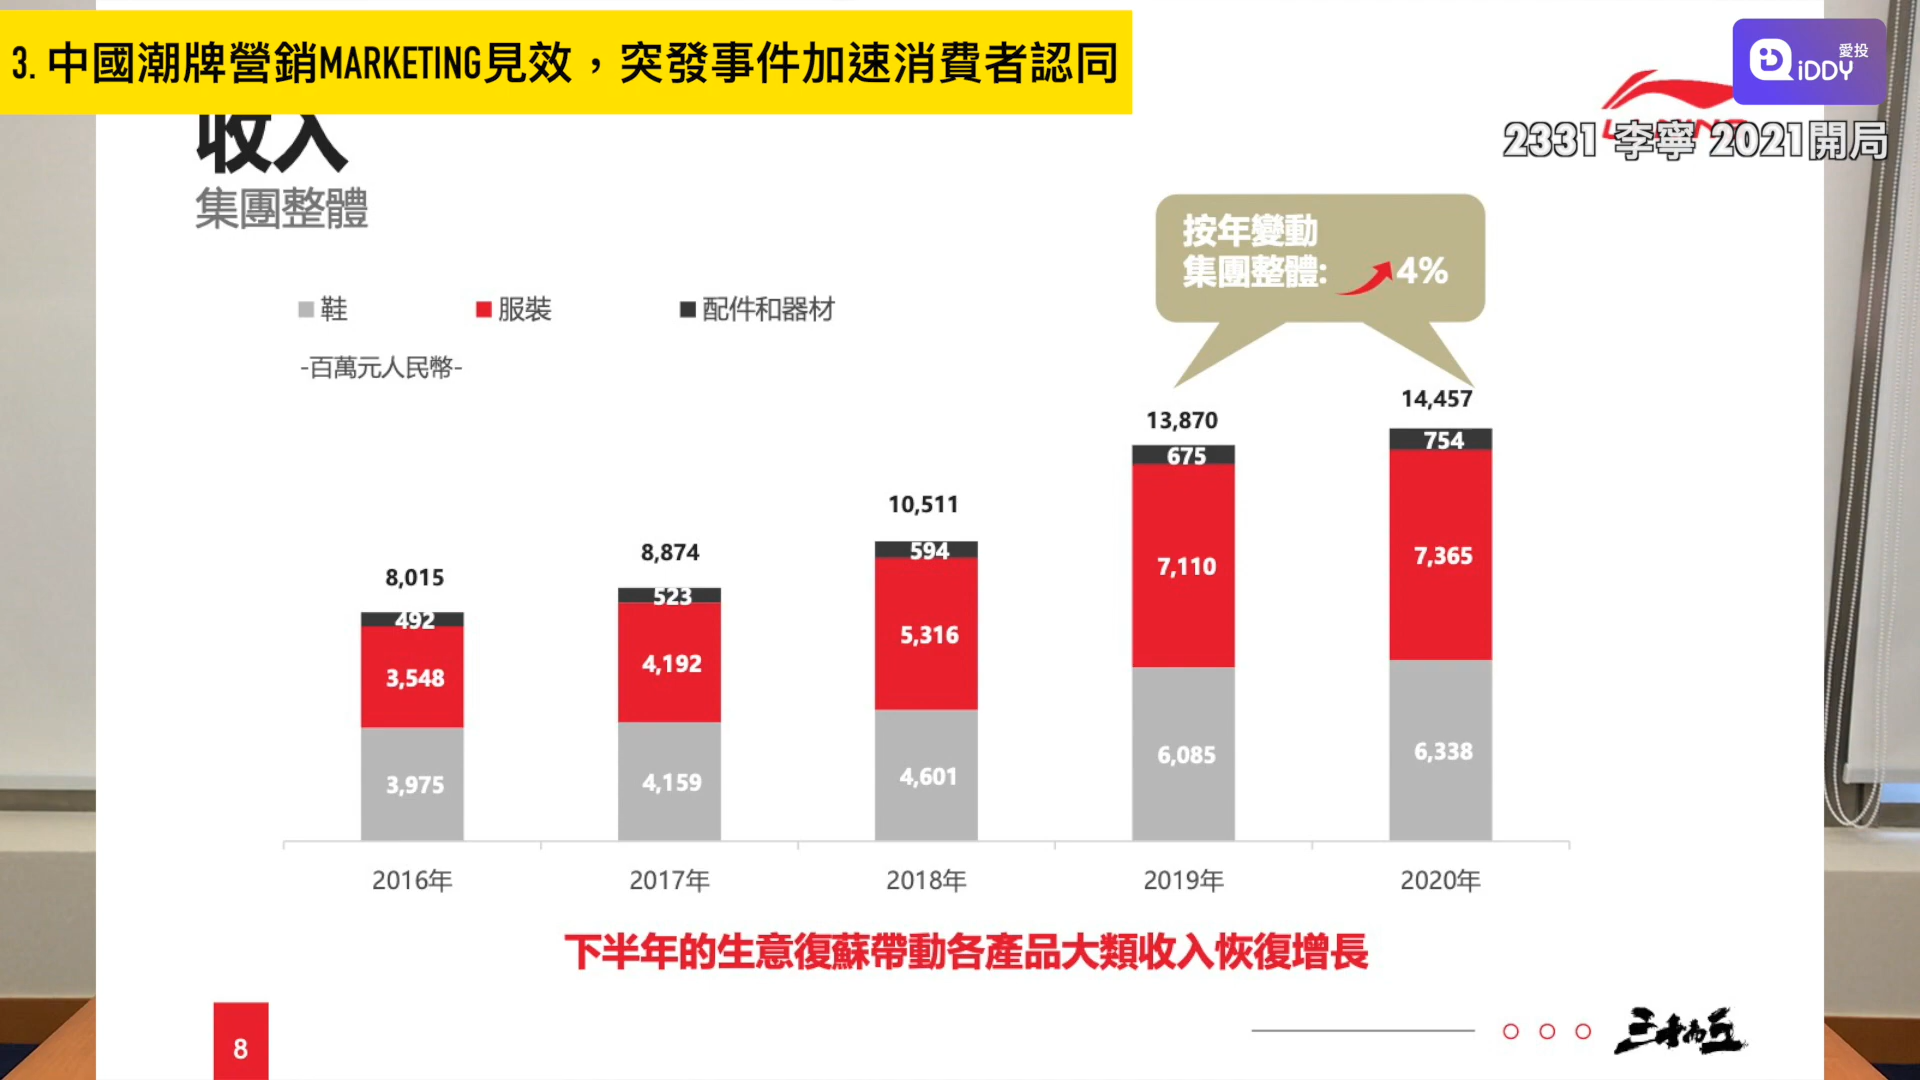 3. 中國潮牌營銷MARKETING見效，突發事件加速消費者認同
愛投
iDDY
2331 李寧 2021開局
收入
集團整體
按年變動
集團整體: 4%
鞋 服裝 配件和器材
-百萬元人民幣-
8,015 8,874 10,511 13,870 14,457
492 523 594 675 754
3,548 4,192 5,316 7,110 7,365
3,975 4,159 4,601 6,085 6,338
2016年 2017年 2018年 2019年 2020年
下半年的生意復蘇帶動各產品大類收入恢復增長
8